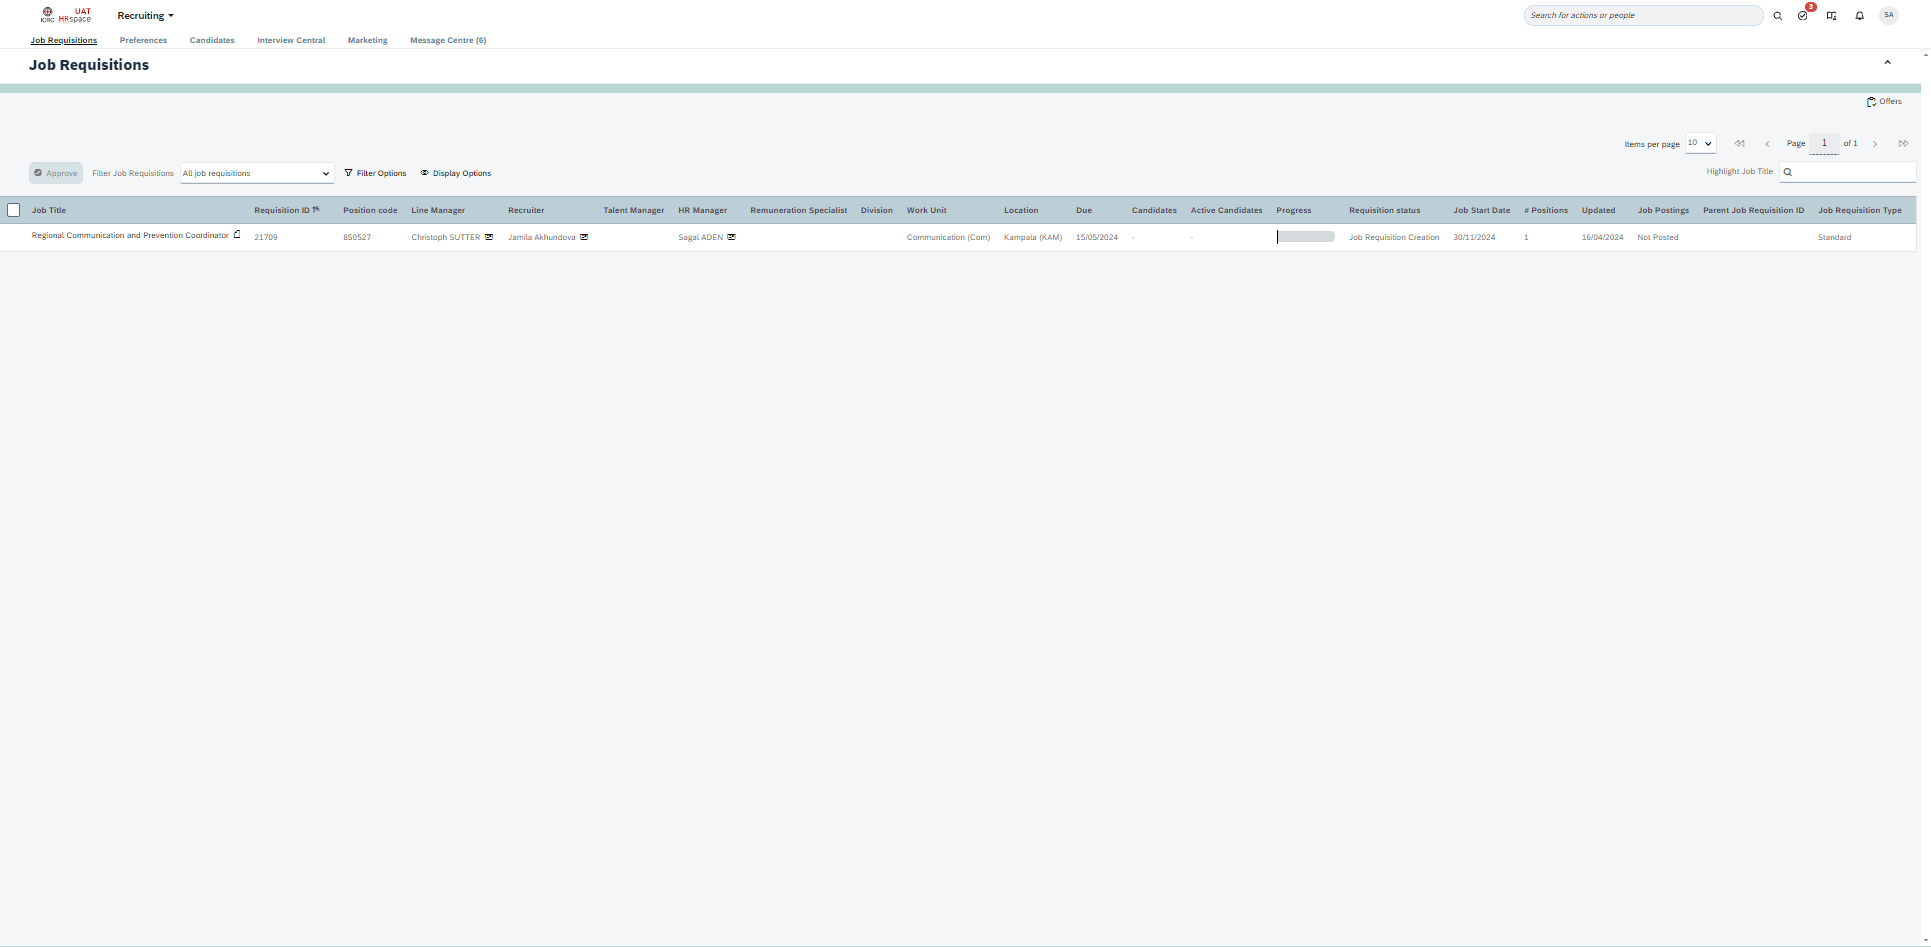 ICRC UAT HRspace
Recruiting
Search for actions or people
3
SA
Job Requisitions Preferences Candidates Interview Central Marketing Message Centre (6)
Job Requisitions
Offers
Items per page 10 Page 1 of 1
Approve Filter Job Requisitions All job requisitions Filter Options Display Options Highlight Job Title
Job Title Requisition ID Position code Line Manager Recruiter Talent Manager HR Manager Remuneration Specialist Division Work Unit Location Due Candidates Active Candidates Progress Requisition status Job Start Date # Positions Updated Job Postings Parent Job Requisition ID Job Requisition Type
Regional Communication and Prevention Coordinator 21709 850527 Christoph SUTTER Jamila Akhundova Sagal ADEN Communication (Com) Kampala (KAM) 15/05/2024 - - Job Requisition Creation 30/11/2024 1 16/04/2024 Not Posted Standard